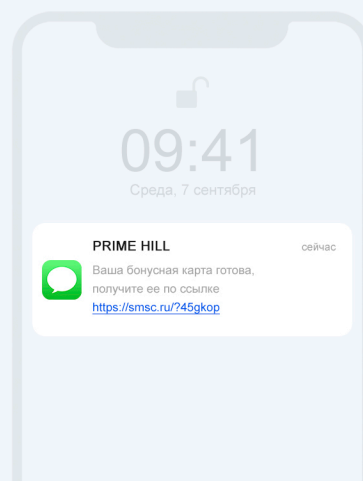 09:41
Среда, 7 сентября
PRIME HILL
сейчас
Ваша бонусная карта готова,
получите ее по ссылке
https://smsc.ru/?45gkop